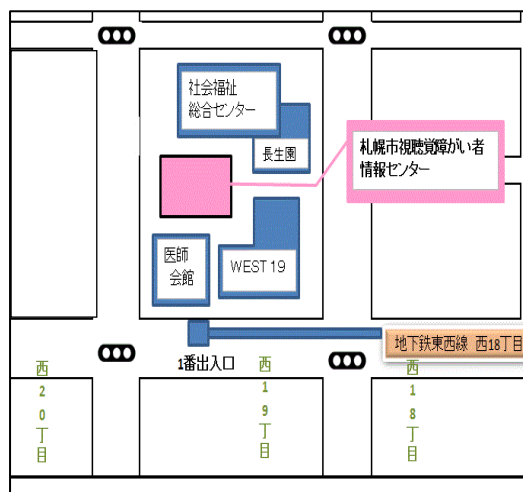 社会福祉
総合センター
長生園
札幌市視聴覚障がい者
情報センター
医師
会館
WEST 19
地下鉄東西線 西18丁目
1番出入口
西20丁目
西19丁目
西18丁目